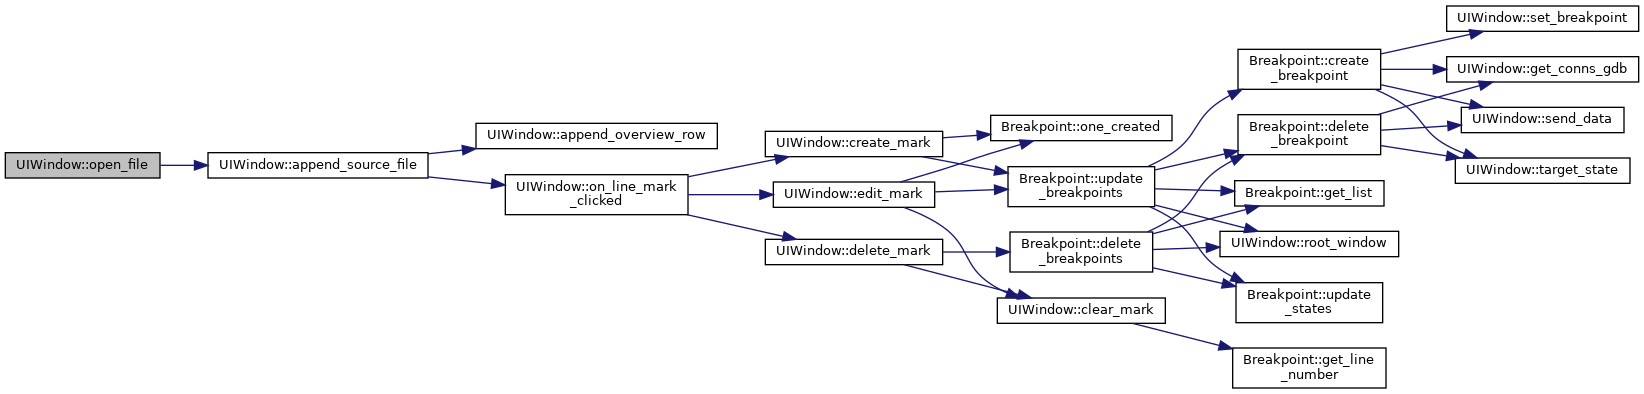 UIWindow::open_file
UIWindow::append_source_file
UIWindow::append_overview_row
UIWindow::on_line_mark
_clicked
UIWindow::create_mark
UIWindow::edit_mark
UIWindow::delete_mark
Breakpoint::one_created
Breakpoint::update
_breakpoints
Breakpoint::delete
_breakpoints
UIWindow::clear_mark
Breakpoint::create
_breakpoint
Breakpoint::delete
_breakpoint
Breakpoint::get_list
UIWindow::root_window
Breakpoint::update
_states
Breakpoint::get_line
_number
UIWindow::set_breakpoint
UIWindow::get_conns_gdb
UIWindow::send_data
UIWindow::target_state